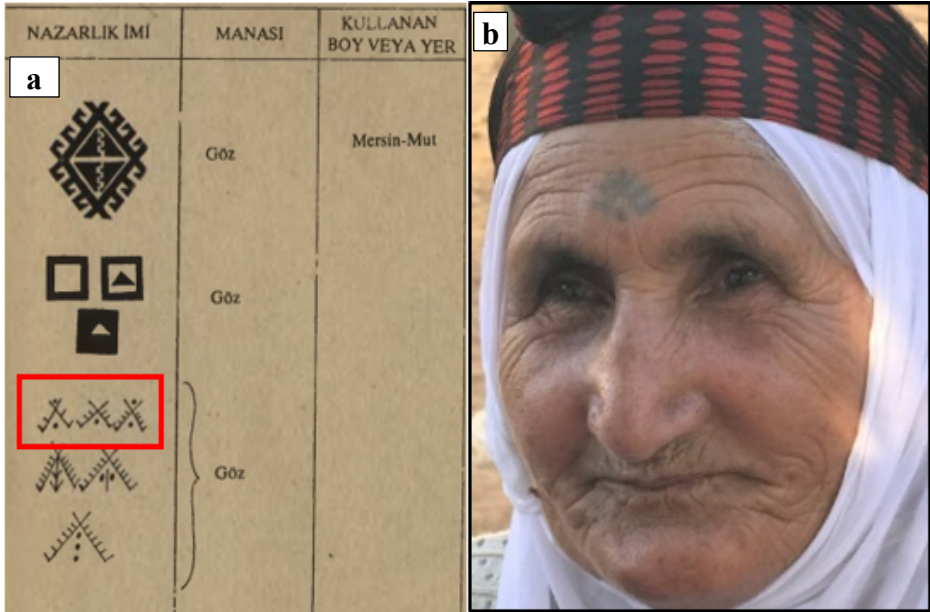 NAZARLIK İMİ
MANASI
KULLANAN
BOY VEYA YER
a
Göz
Mersin-Mut
Göz
Göz
b